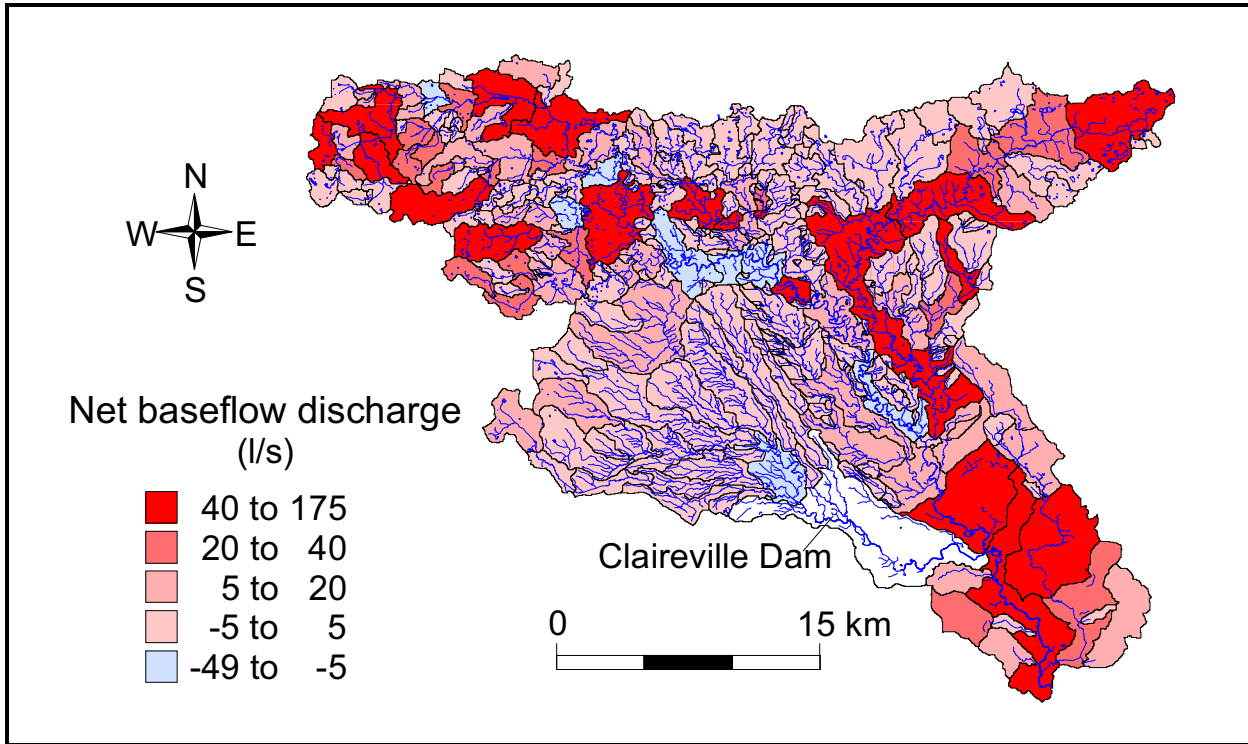 N
W E
S
Net baseflow discharge
(l/s)
40 to 175
20 to 40
5 to 20
-5 to 5
-49 to -5
Claireville Dam
0 15 km